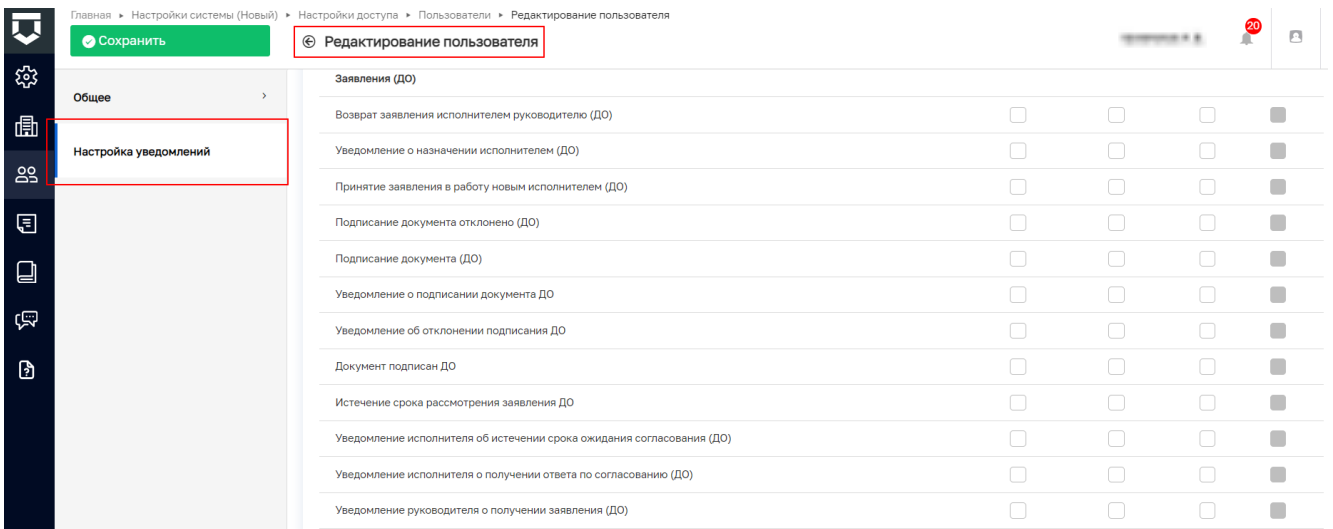 Главная ▸ Настройки системы (Новый) ▸ Настройки доступа ▸ Пользователи ▸ Редактирование пользователя
Сохранить
Редактирование пользователя
20
Общее
Настройка уведомлений
Заявления (ДО)
Возврат заявления исполнителем руководителю (ДО)
Уведомление о назначении исполнителем (ДО)
Принятие заявления в работу новым исполнителем (ДО)
Подписание документа отклонено (ДО)
Подписание документа (ДО)
Уведомление о подписании документа ДО
Уведомление об отклонении подписания ДО
Документ подписан ДО
Истечение срока рассмотрения заявления ДО
Уведомление исполнителя об истечении срока ожидания согласования (ДО)
Уведомление исполнителя о получении ответа по согласованию (ДО)
Уведомление руководителя о получении заявления (ДО)